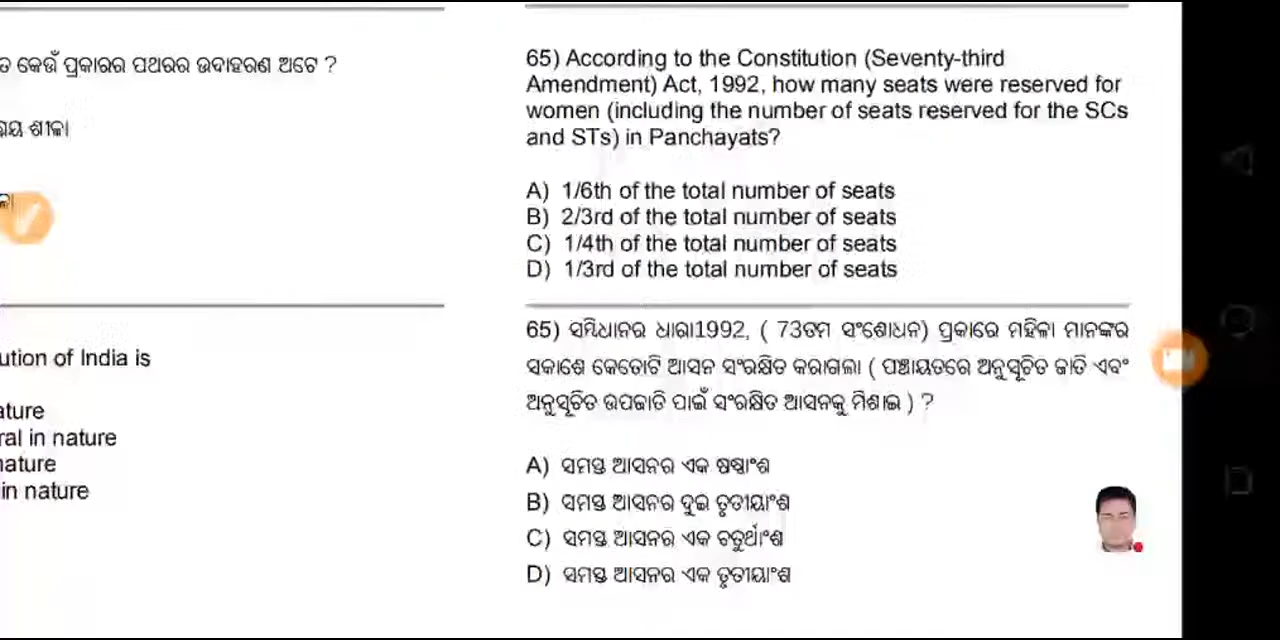 କେଉଁ ପ୍ରକାରର ପଥରର ଉଦାହରଣ ଅଟେ ?
ଶୀଳା
ution of India is
ature
ral in nature
nature
in nature
65) According to the Constitution (Seventy-third
Amendment) Act, 1992, how many seats were reserved for
women (including the number of seats reserved for the SCs
and STs) in Panchayats?
A) 1/6th of the total number of seats
B) 2/3rd of the total number of seats
C) 1/4th of the total number of seats
D) 1/3rd of the total number of seats
65) ସମ୍ବିଧାନର ଧାରା1992, ( 73ତମ ସଂଶୋଧନ) ପ୍ରକାରେ ମହିଳା ମାନଙ୍କର
ସକାଶେ କେତୋଟି ଆସନ ସଂରକ୍ଷିତ କରାଗଲା ( ପଞ୍ଚାୟତରେ ଅନୁସୂଚିତ ଜାତି ଏବଂ
ଅନୁସୂଚିତ ଉପଜାତି ପାଇଁ ସଂରକ୍ଷିତ ଆସନକୁ ମିଶାଇ ) ?
A) ସମସ୍ତ ଆସନର ଏକ ଷଷ୍ଠାଂଶ
B) ସମସ୍ତ ଆସନର ଦୁଇ ତୃତୀୟାଂଶ
C) ସମସ୍ତ ଆସନର ଏକ ଚତୁର୍ଥାଂଶ
D) ସମସ୍ତ ଆସନର ଏକ ତୃତୀୟାଂଶ